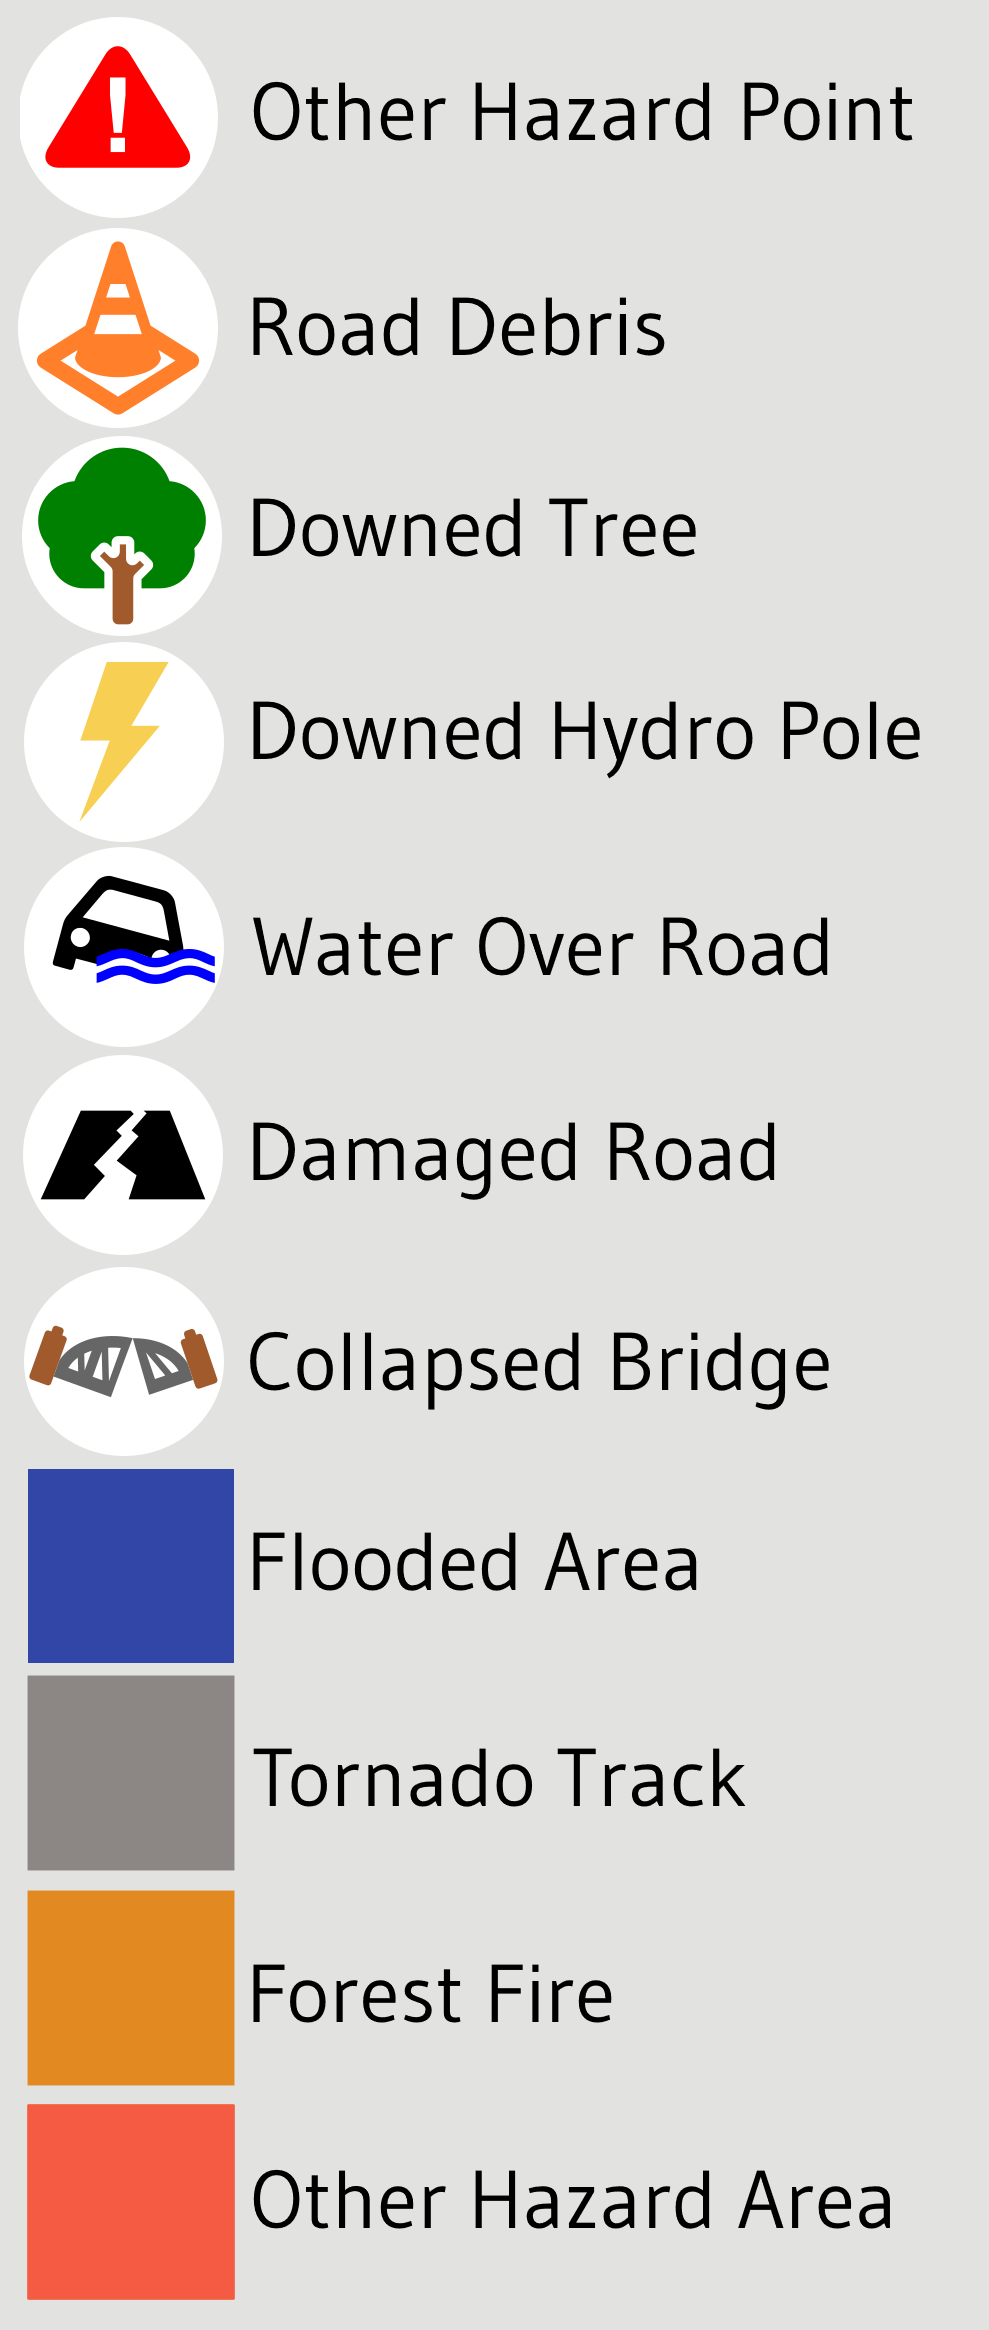 Other Hazard Point
Road Debris
Downed Tree
Downed Hydro Pole
Water Over Road
Damaged Road
Collapsed Bridge
Flooded Area
Tornado Track
Forest Fire
Other Hazard Area